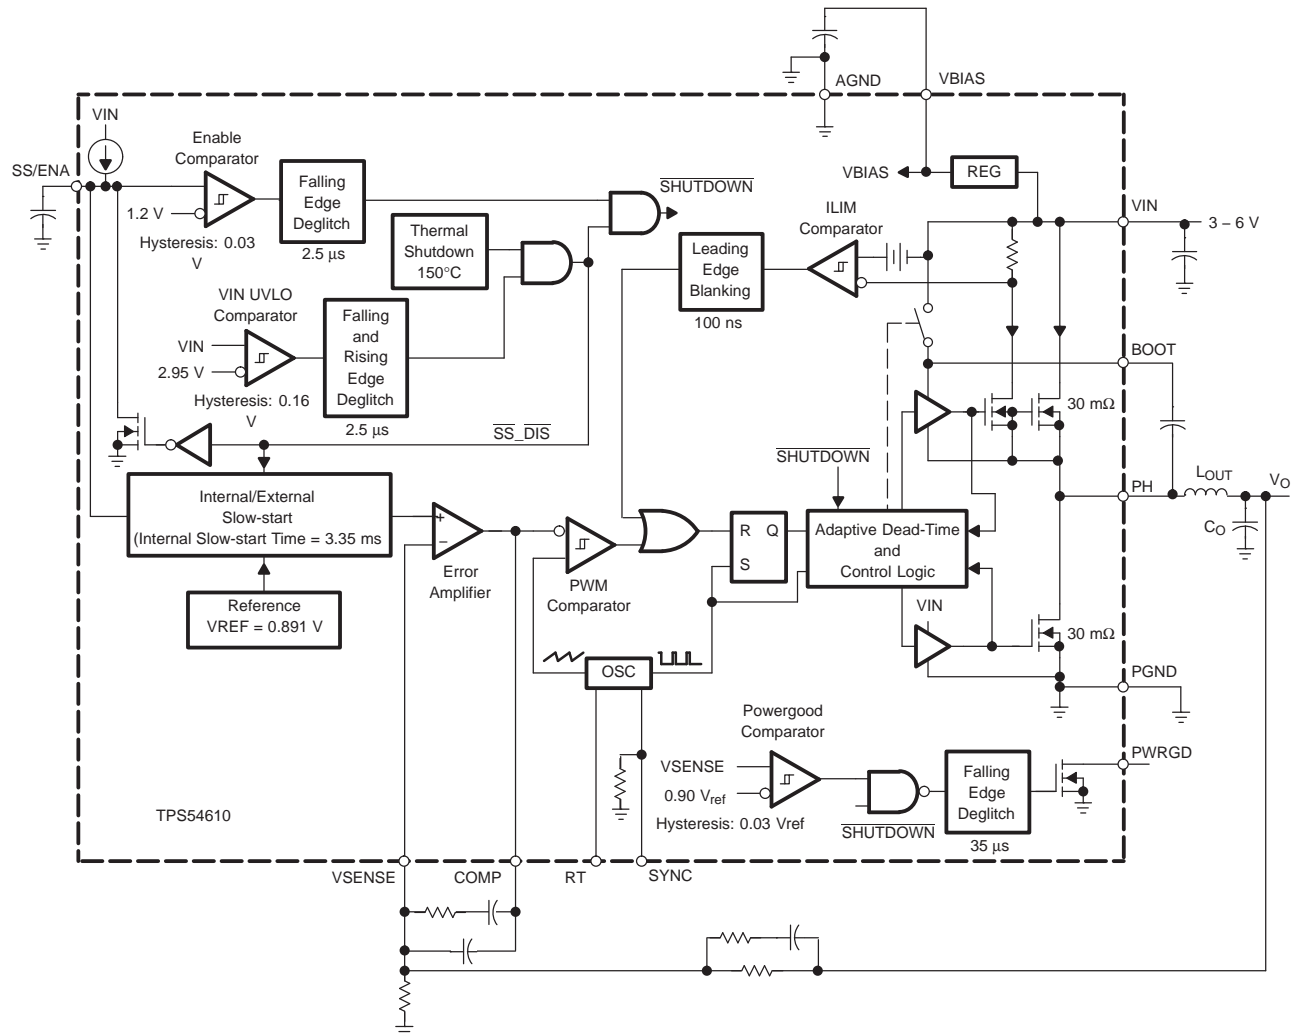 AGND
VBIAS
VIN
Enable
Comparator
SS/ENA
1.2 V
Hysteresis: 0.03
V
Falling
Edge
Deglitch
2.5 μs
SHUTDOWN
VBIAS
REG
VIN
3 – 6 V
ILIM
Comparator
Thermal
Shutdown
150°C
Leading
Edge
Blanking
100 ns
VIN UVLO
Comparator
VIN
2.95 V
Hysteresis: 0.16
V
Falling
and
Rising
Edge
Deglitch
2.5 μs
BOOT
30 mΩ
SS_DIS
SHUTDOWN
PH
LOUT
VO
CO
Internal/External
Slow-start
(Internal Slow-start Time = 3.35 ms
+
−
Error
Amplifier
PWM
Comparator
R Q
S
Adaptive Dead-Time
and
Control Logic
Reference
VREF = 0.891 V
VIN
30 mΩ
OSC
PGND
Powergood
Comparator
VSENSE
0.90 Vref
Hysteresis: 0.03 Vref
SHUTDOWN
Falling
Edge
Deglitch
35 μs
PWRGD
TPS54610
VSENSE
COMP
RT
SYNC